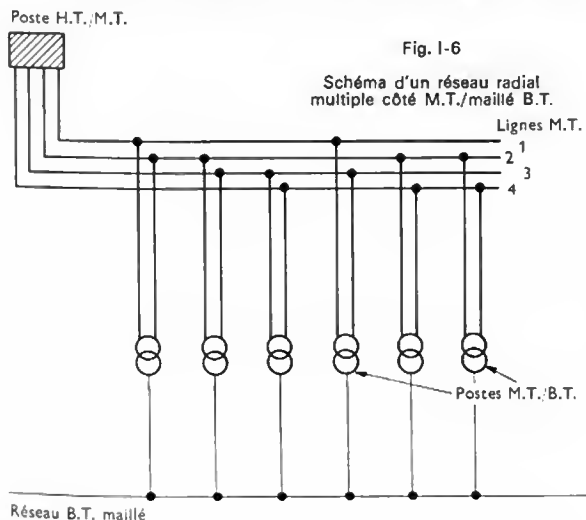 Poste H.T./M.T.
Fig. I-6
Schéma d'un réseau radial
multiple côté M.T./maillé B.T.
Lignes M.T.
1
2
3
4
Postes M.T./B.T.
Réseau B.T. maillé